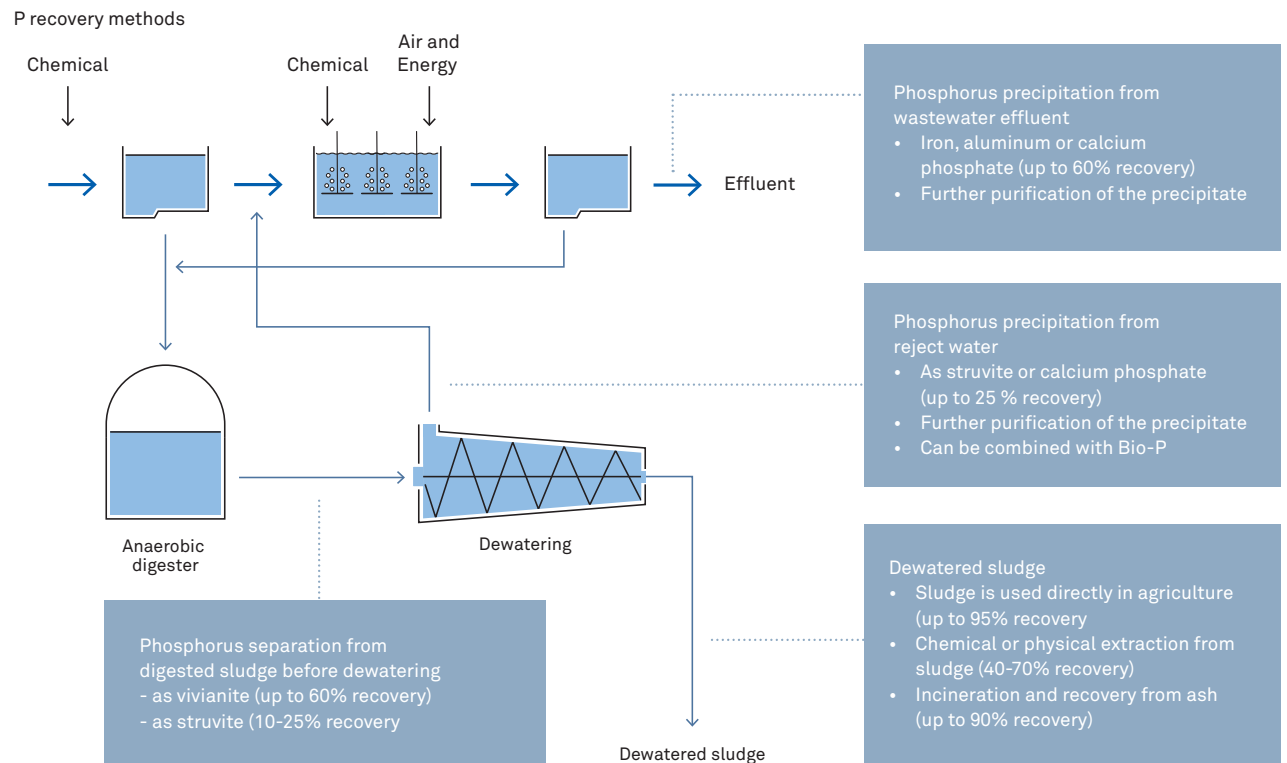 P recovery methods
Chemical
Chemical
Air and
Energy
Effluent
Phosphorus precipitation from
wastewater effluent
• Iron, aluminum or calcium
phosphate (up to 60% recovery)
• Further purification of the precipitate
Phosphorus precipitation from
reject water
• As struvite or calcium phosphate
(up to 25 % recovery)
• Further purification of the precipitate
• Can be combined with Bio-P
Anaerobic
digester
Dewatering
Phosphorus separation from
digested sludge before dewatering
- as vivianite (up to 60% recovery)
- as struvite (10-25% recovery
Dewatered sludge
• Sludge is used directly in agriculture
(up to 95% recovery
• Chemical or physical extraction from
sludge (40-70% recovery)
• Incineration and recovery from ash
(up to 90% recovery)
Dewatered sludge